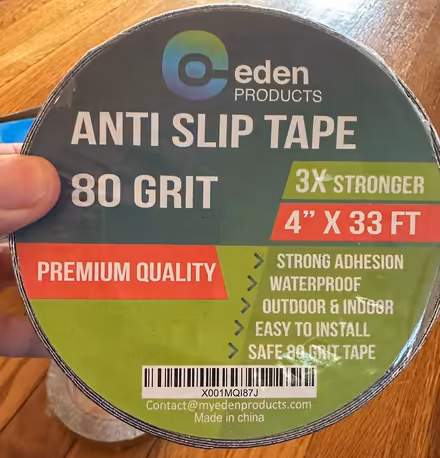 eden
PRODUCTS
ANTI SLIP TAPE
80 GRIT
3X STRONGER
4” X 33 FT
PREMIUM QUALITY
STRONG ADHESION
WATERPROOF
OUTDOOR & INDOOR
EASY TO INSTALL
SAFE 80 GRIT TAPE
X001MQI87J
Contact@myedenproducts.com
Made in china